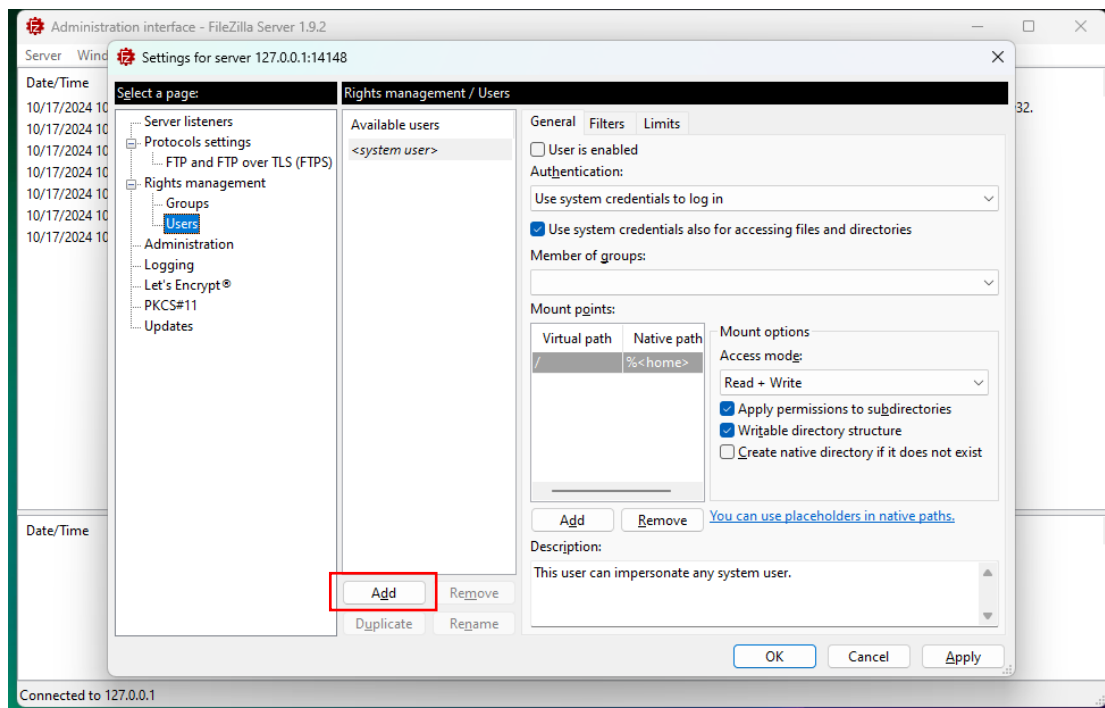 Administration interface - FileZilla Server 1.9.2
Server Wind
Settings for server 127.0.0.1:14148
Date/Time
10/17/2024 10
10/17/2024 10
10/17/2024 10
10/17/2024 10
10/17/2024 10
10/17/2024 10
10/17/2024 10
32.
Select a page:
Server listeners
Protocols settings
FTP and FTP over TLS (FTPS)
Rights management
Groups
Users
Administration
Logging
Let's Encrypt®
PKCS#11
Updates
Rights management / Users
Available users
<system user>
Add Remove
Duplicate Rename
General Filters Limits
User is enabled
Authentication:
Use system credentials to log in
Use system credentials also for accessing files and directories
Member of groups:
Mount points:
Virtual path Native path
/ %<home>
Mount options
Access mode:
Read + Write
Apply permissions to subdirectories
Writable directory structure
Create native directory if it does not exist
Add Remove You can use placeholders in native paths.
Description:
This user can impersonate any system user.
OK Cancel Apply
Date/Time
Connected to 127.0.0.1